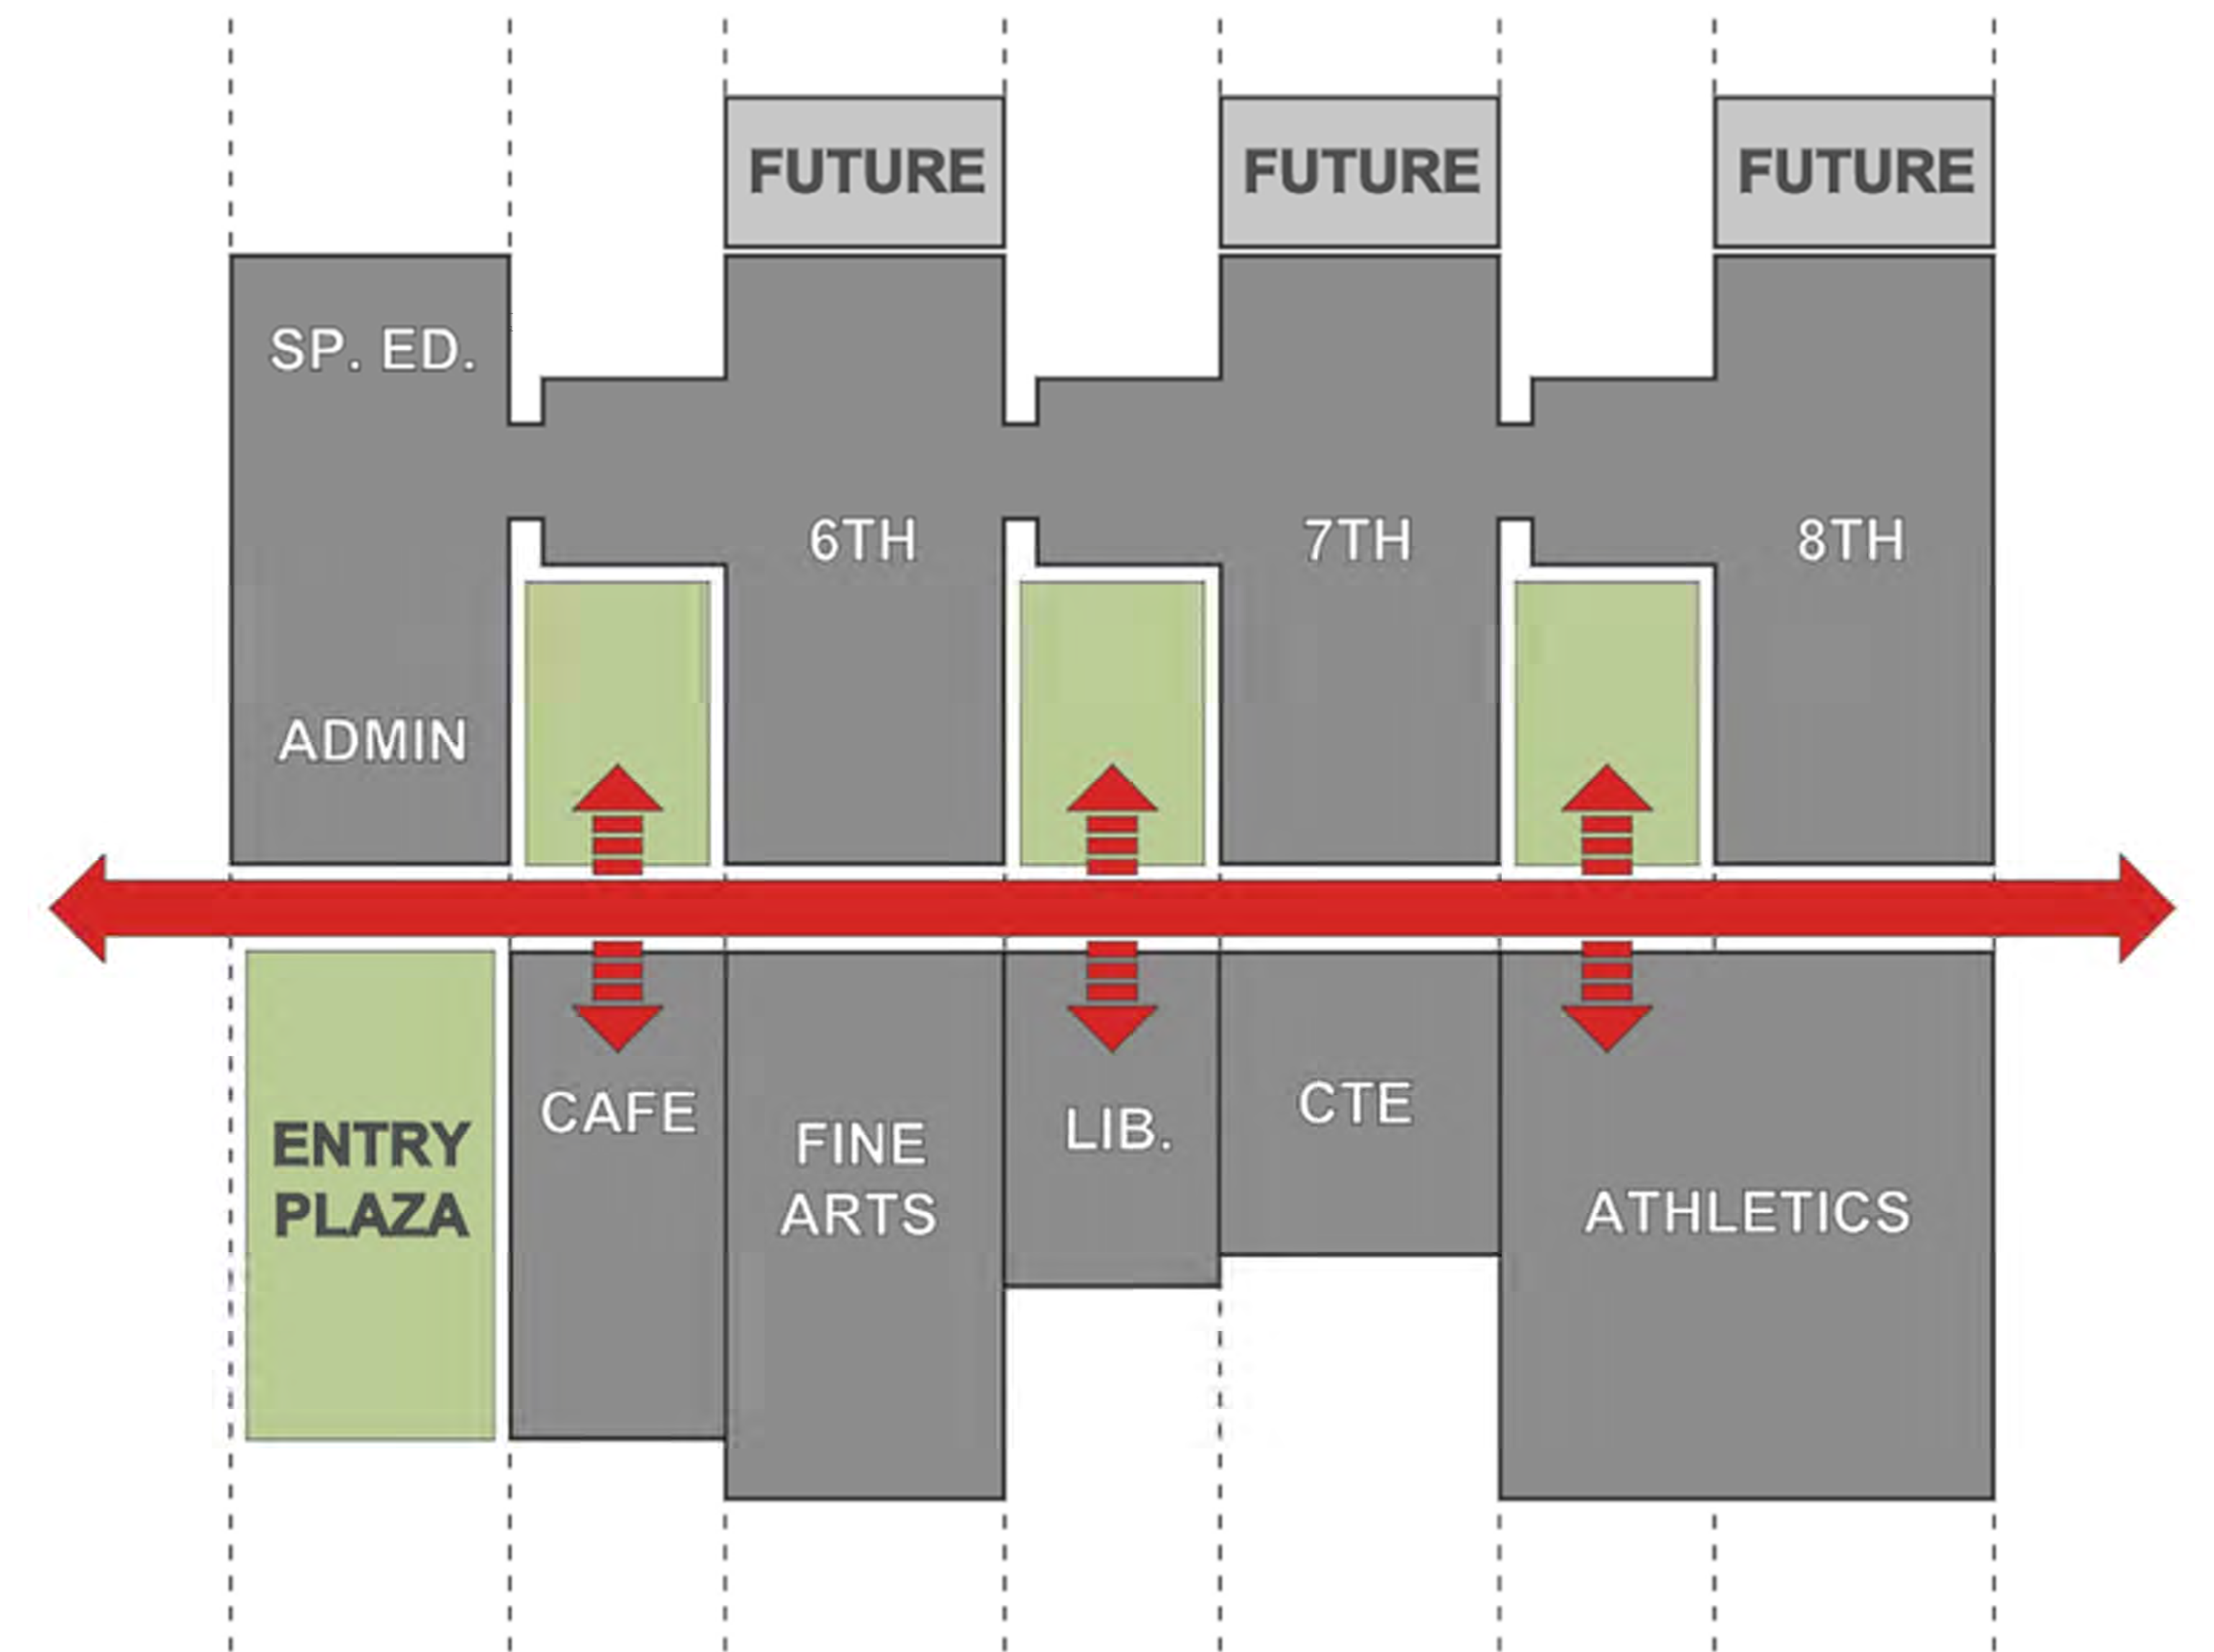 FUTURE
FUTURE
FUTURE
SP. ED.
6TH
7TH
8TH
ADMIN
ENTRY
PLAZA
CAFE
FINE
ARTS
LIB.
CTE
ATHLETICS